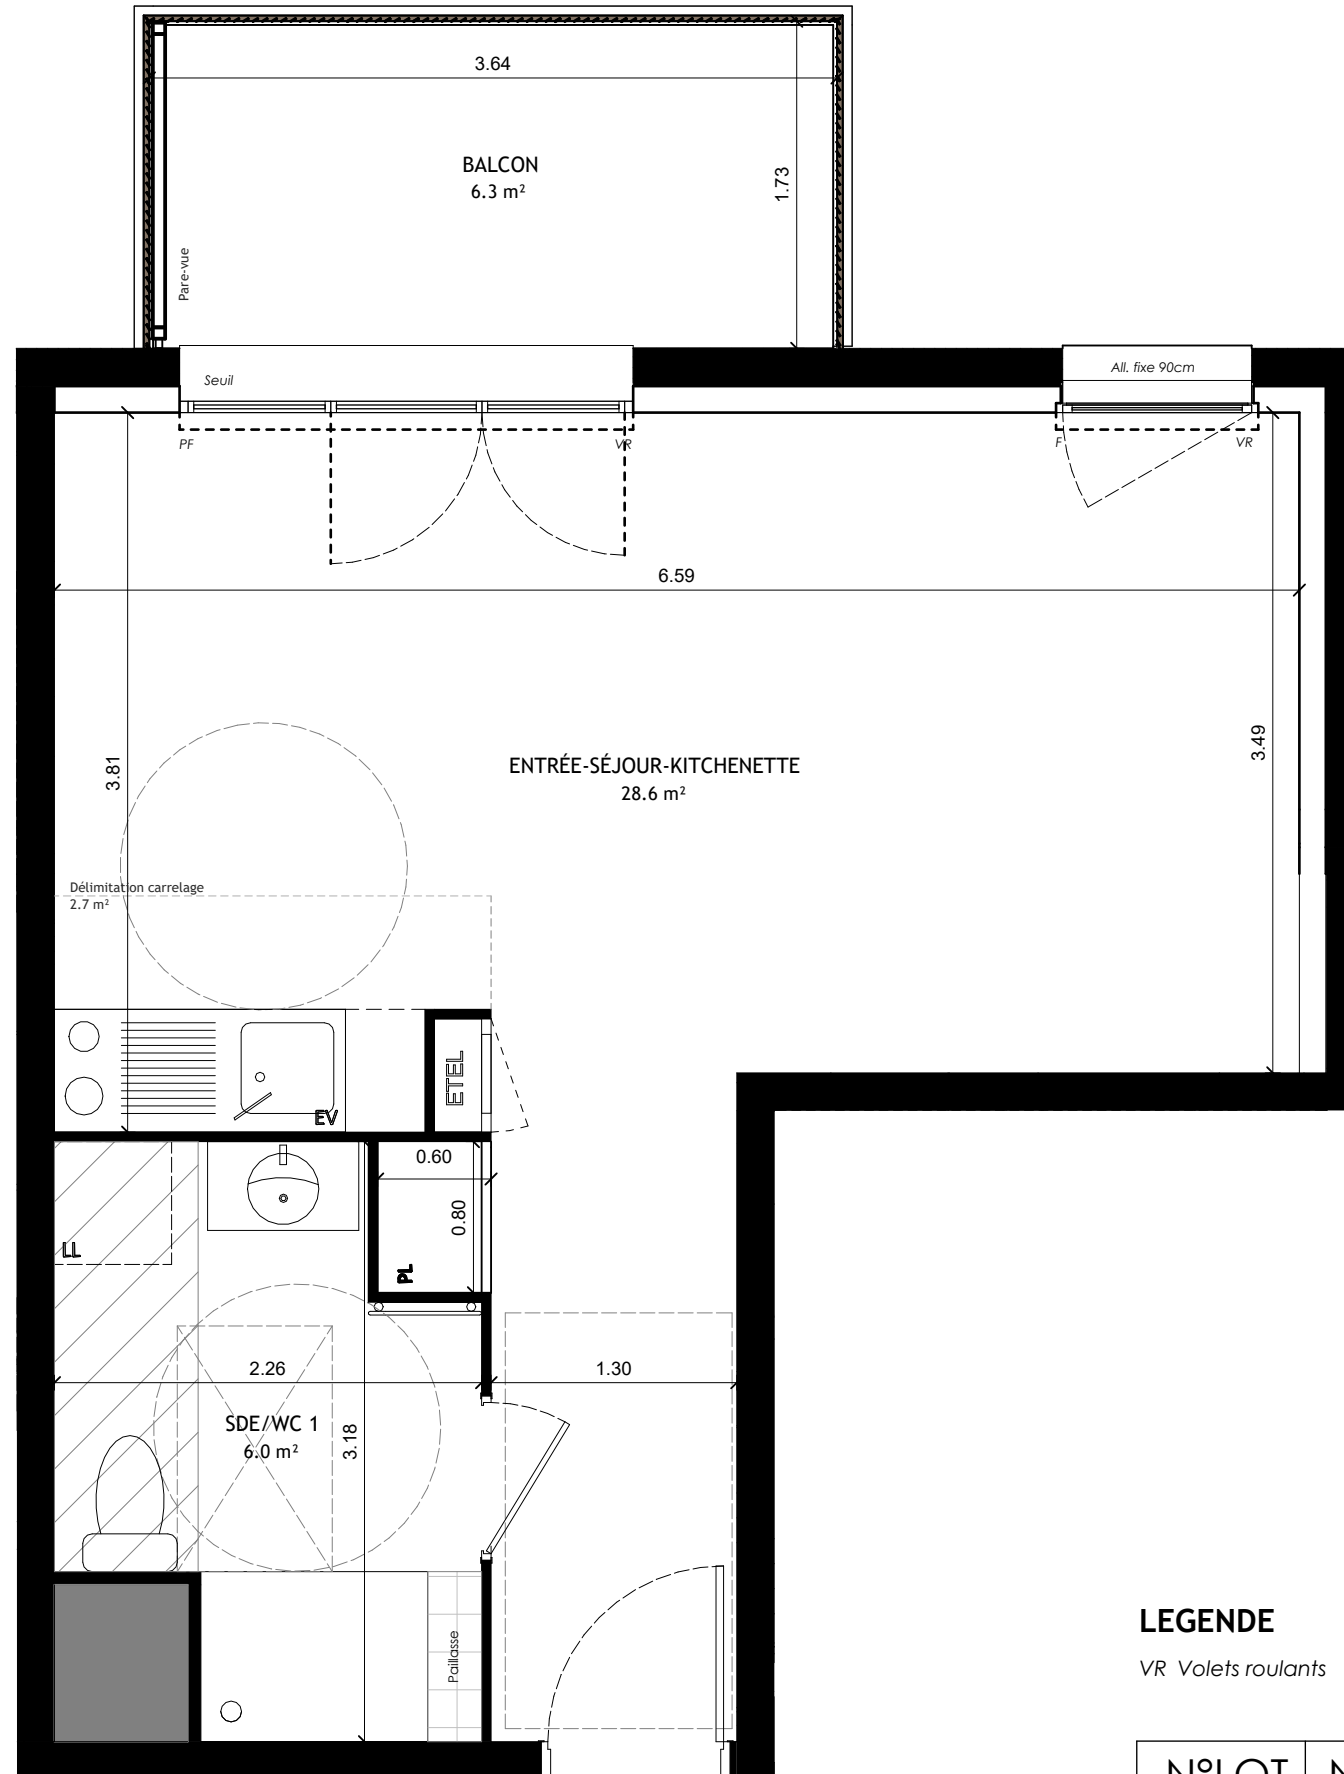 3.64
BALCON
6.3 m²
1.73
Pare-vue
Seuil
All. fixe 90cm
PF
VR
F
VR
6.59
3.81
3.49
ENTRÉE-SÉJOUR-KITCHENETTE
28.6 m²
Délimitation carrelage
2.7 m²
ETEL
EV
0.60
0.80
LL
PL
2.26
1.30
SDE/WC 1
6.0 m²
3.18
Paillasse
LEGENDE
VR Volets roulants
N°LOT